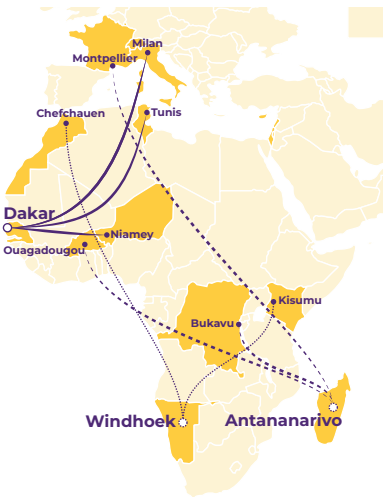 Milan
Montpellier
Chefchauen
Tunis
Dakar
Niamey
Ouagadougou
Kisumu
Bukavu
Windhoek
Antananarivo